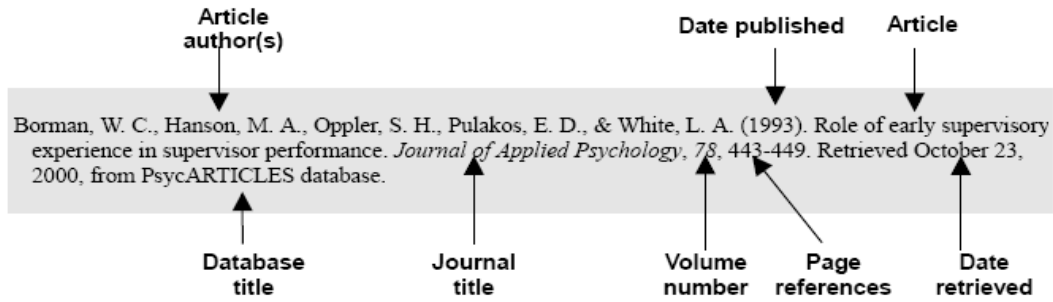 Article
author(s)
Date published
Article
Borman, W. C., Hanson, M. A., Oppler, S. H., Pulakos, E. D., & White, L. A. (1993). Role of early supervisory
experience in supervisor performance. Journal of Applied Psychology, 78, 443-449. Retrieved October 23,
2000, from PsycARTICLES database.
Database
title
Journal
title
Volume
number
Page
references
Date
retrieved